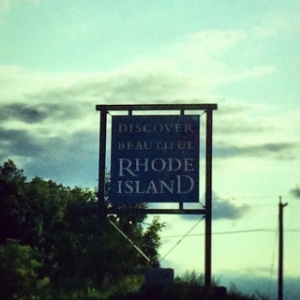 DISCOVER
BEAUTIFUL
RHODE
ISLAND